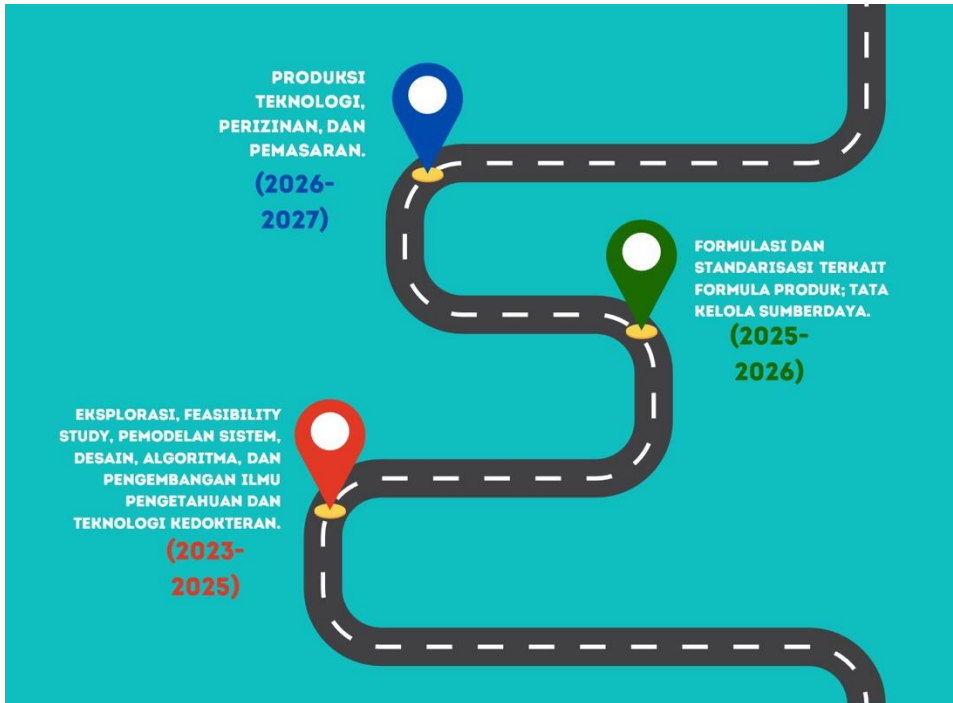 PRODUKSI
TEKNOLOGI,
PERIZINAN, DAN
PEMASARAN.
(2026-
2027)
FORMULASI DAN
STANDARISASI TERKAIT
FORMULA PRODUK; TATA
KELOLA SUMBERDAYA.
(2025-
2026)
EKSPLORASI, FEASIBILITY
STUDY, PEMODELAN SISTEM,
DESAIN, ALGORITMA, DAN
PENGEMBANGAN ILMU
PENGETAHUAN DAN
TEKNOLOGI KEDOKTERAN.
(2023-
2025)